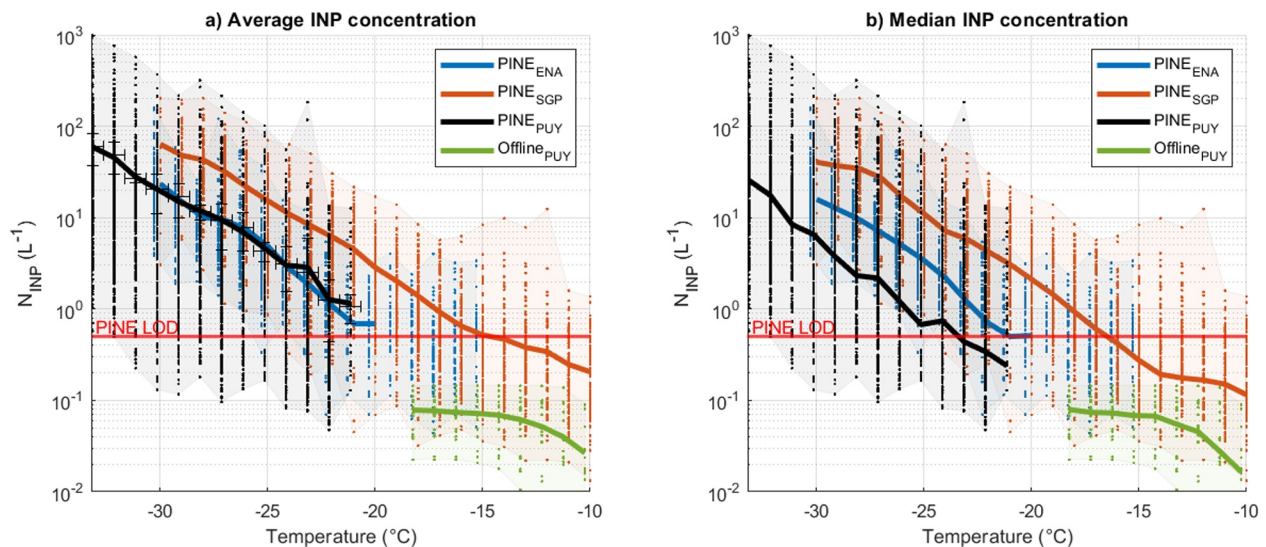 a) Average INP concentration
10³
10²
10¹
10⁰
10⁻¹
10⁻²
N_INP (L⁻¹)
PINE_ENA
PINE_SGP
PINE_PUY
Offline_PUY
PINE LOD
-30 -25 -20 -15 -10
Temperature (°C)
b) Median INP concentration
10³
10²
10¹
10⁰
10⁻¹
10⁻²
N_INP (L⁻¹)
PINE_ENA
PINE_SGP
PINE_PUY
Offline_PUY
PINE LOD
-30 -25 -20 -15 -10
Temperature (°C)